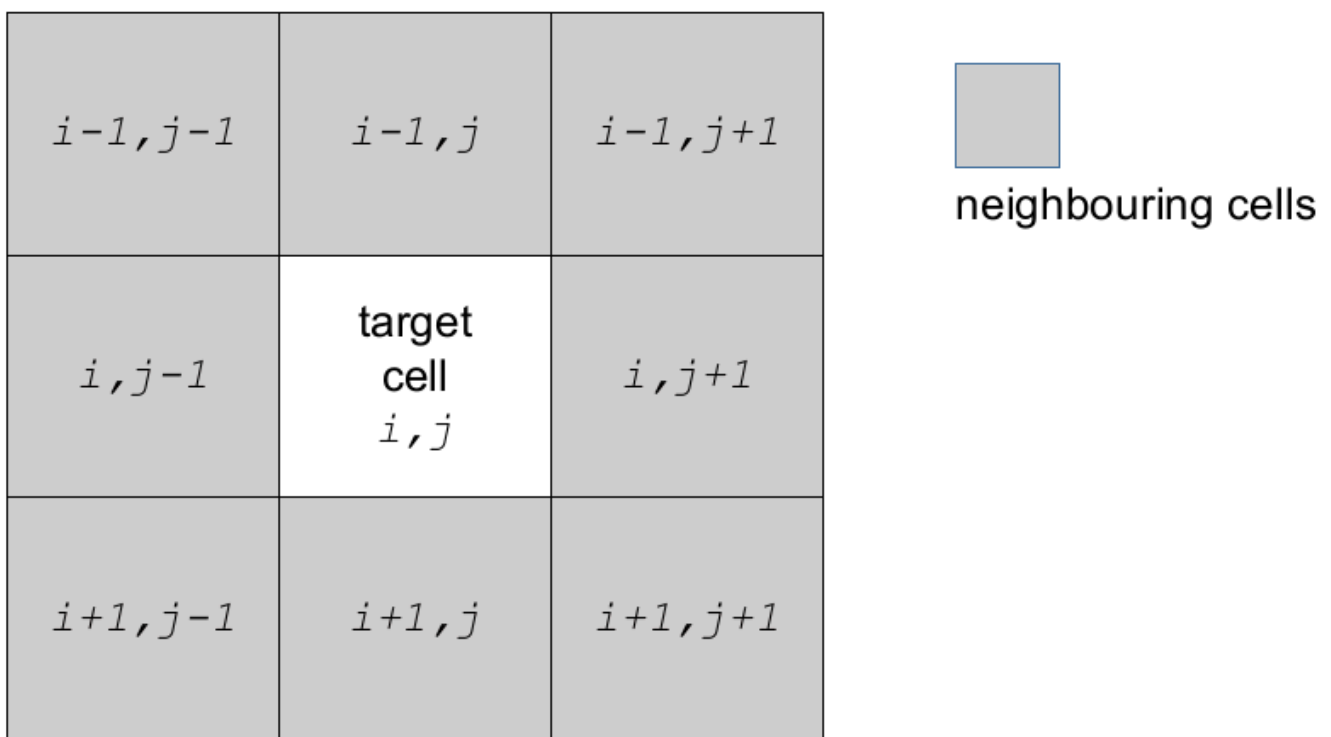 i-1,j-1 i-1,j i-1,j+1
neighbouring cells
i,j-1
target
cell
i,j
i,j+1
i+1,j-1 i+1,j i+1,j+1